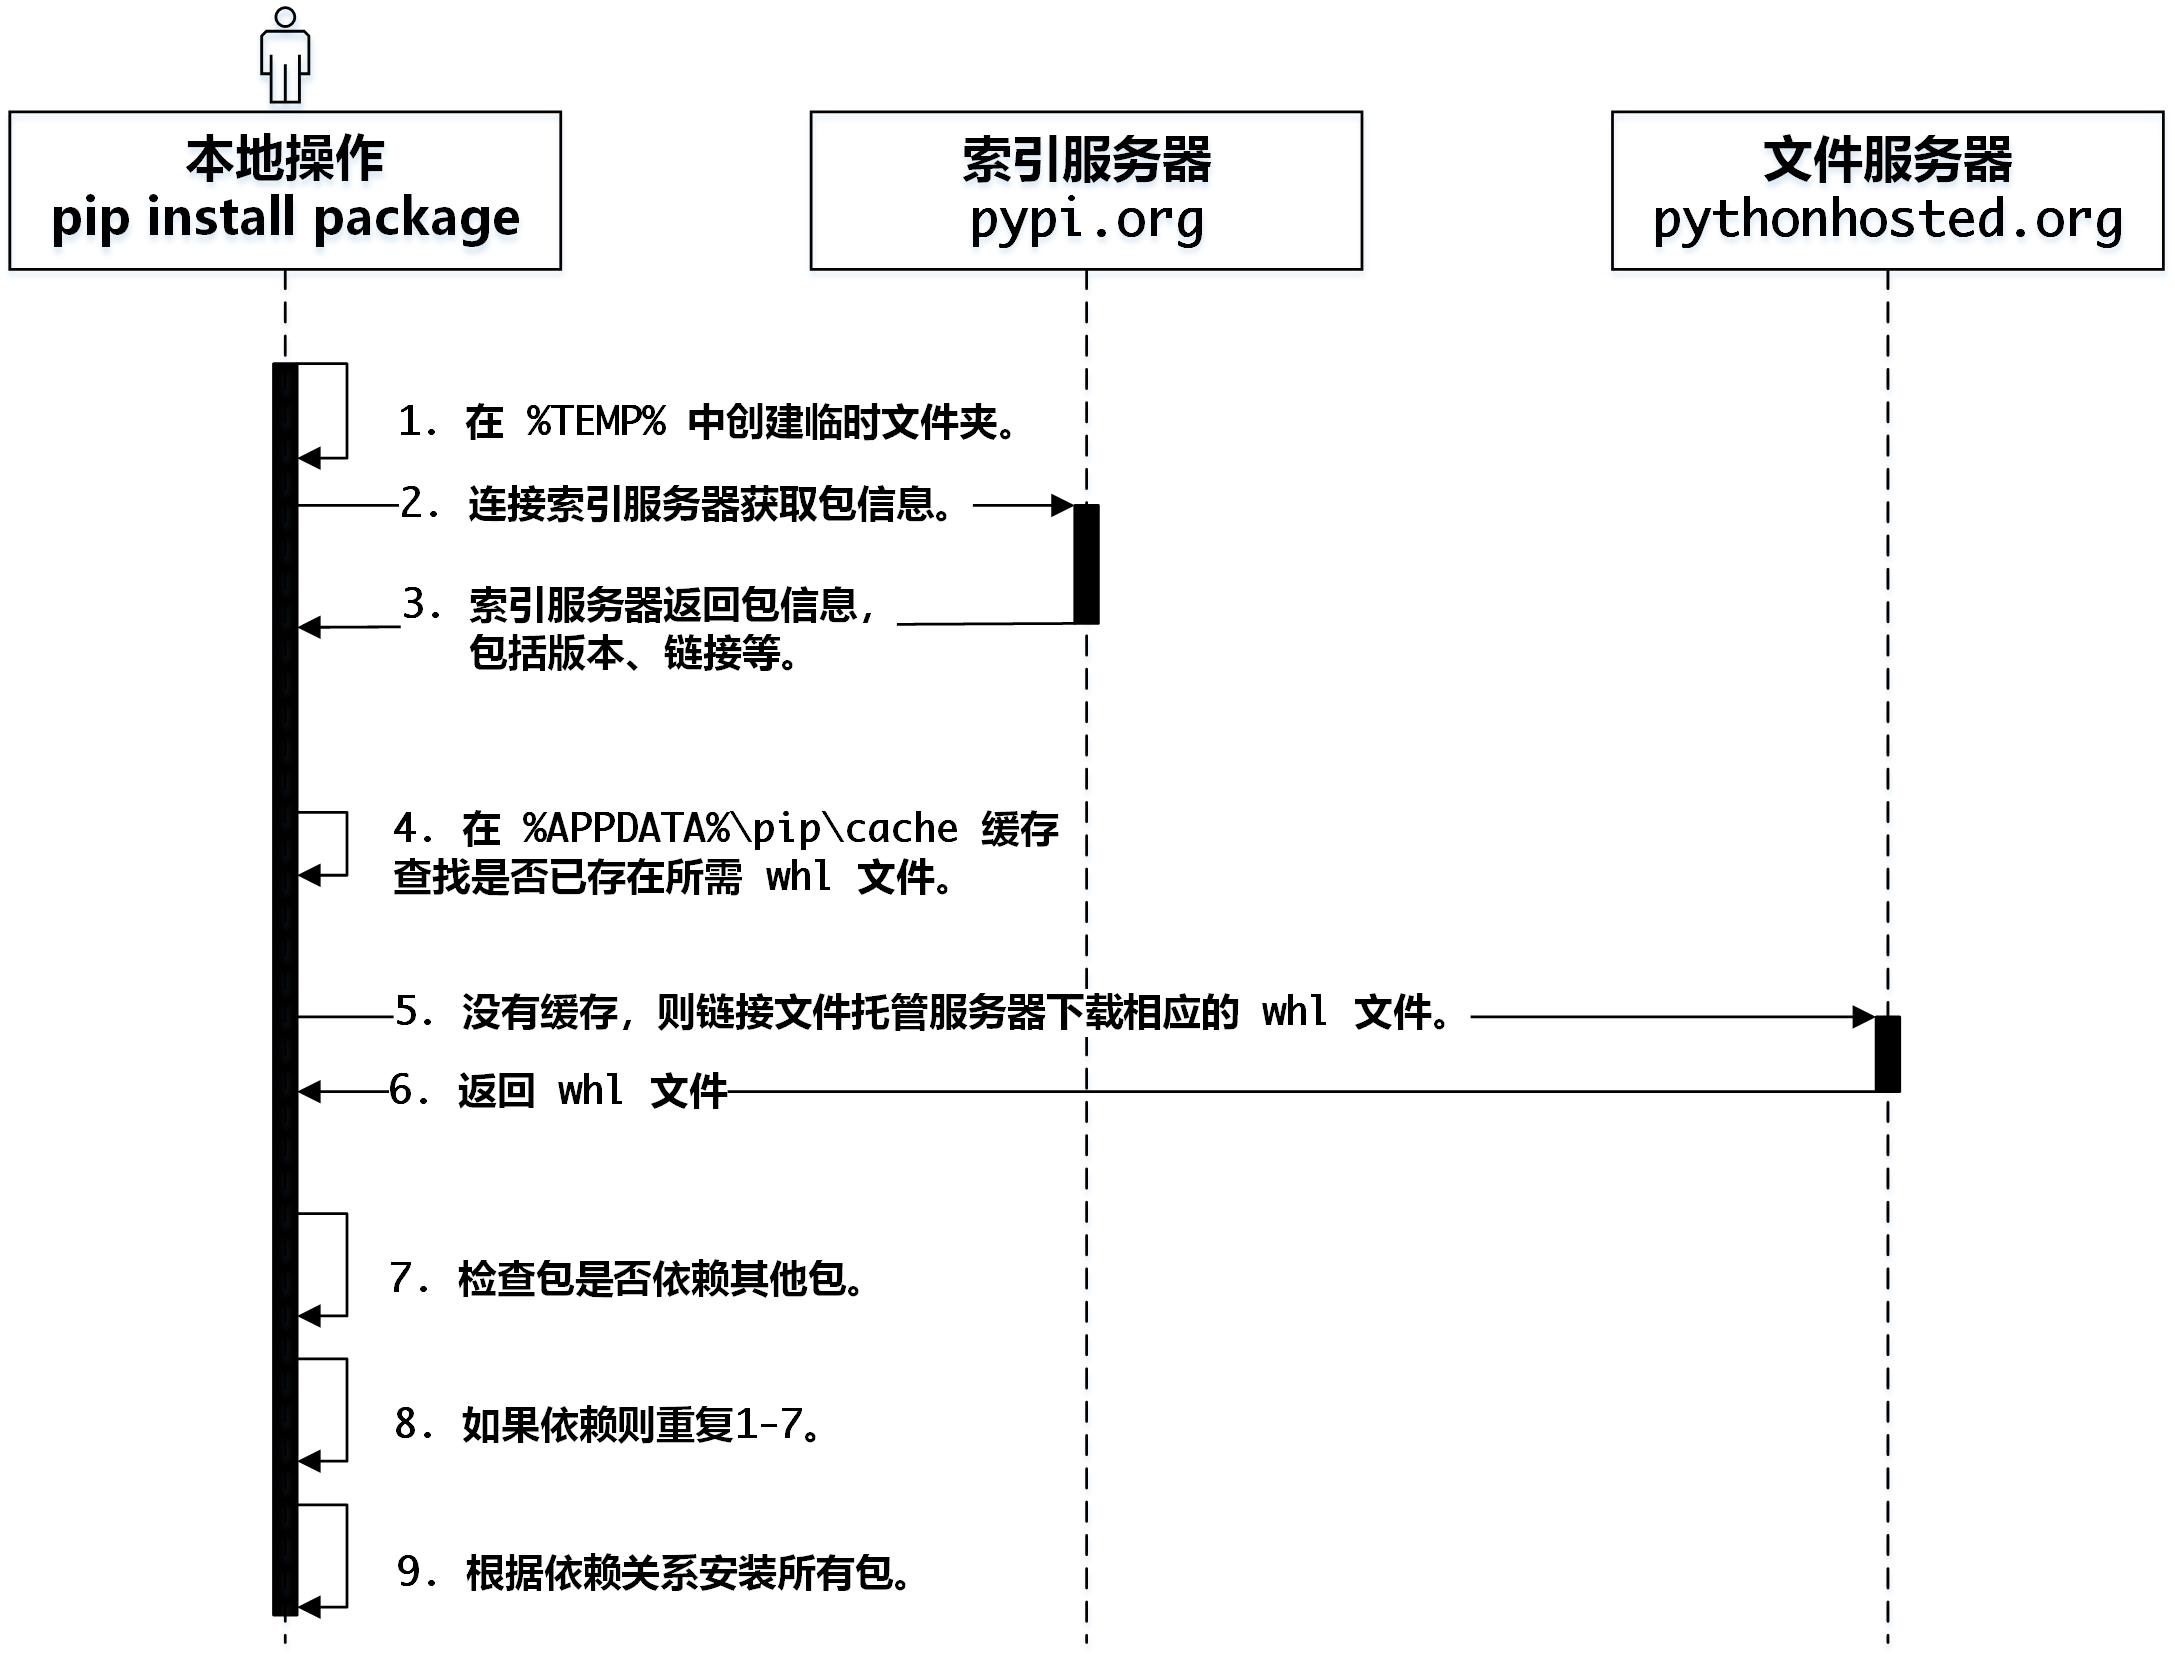 本地操作
pip install package
索引服务器
pypi.org
文件服务器
pythonhosted.org
1. 在 %TEMP% 中创建临时文件夹。
2. 连接索引服务器获取包信息。
3. 索引服务器返回包信息，
包括版本、链接等。
4. 在 %APPDATA%\pip\cache 缓存
查找是否已存在所需 whl 文件。
5. 没有缓存，则链接文件托管服务器下载相应的 whl 文件。
6. 返回 whl 文件
7. 检查包是否依赖其他包。
8. 如果依赖则重复1-7。
9. 根据依赖关系安装所有包。